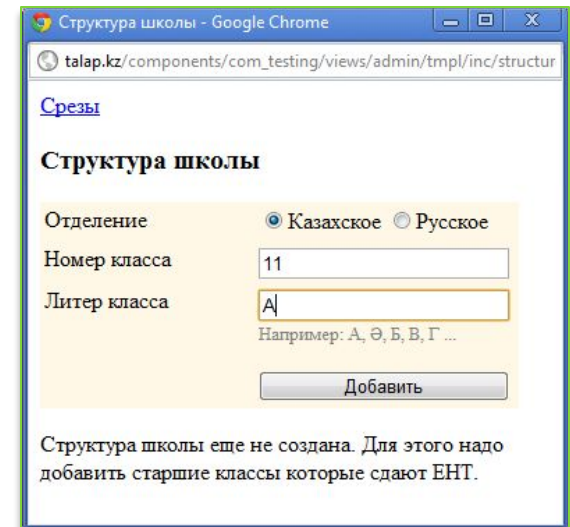 Структура школы - Google Chrome
talap.kz/components/com_testing/views/admin/tmpl/inc/structur
Срезы
Структура школы
Отделение Казахское Русское
Номер класса 11
Литер класса А
Например: А, Ә, Б, В, Г ...
Добавить
Структура школы еще не создана. Для этого надо
добавить старшие классы которые сдают ЕНТ.